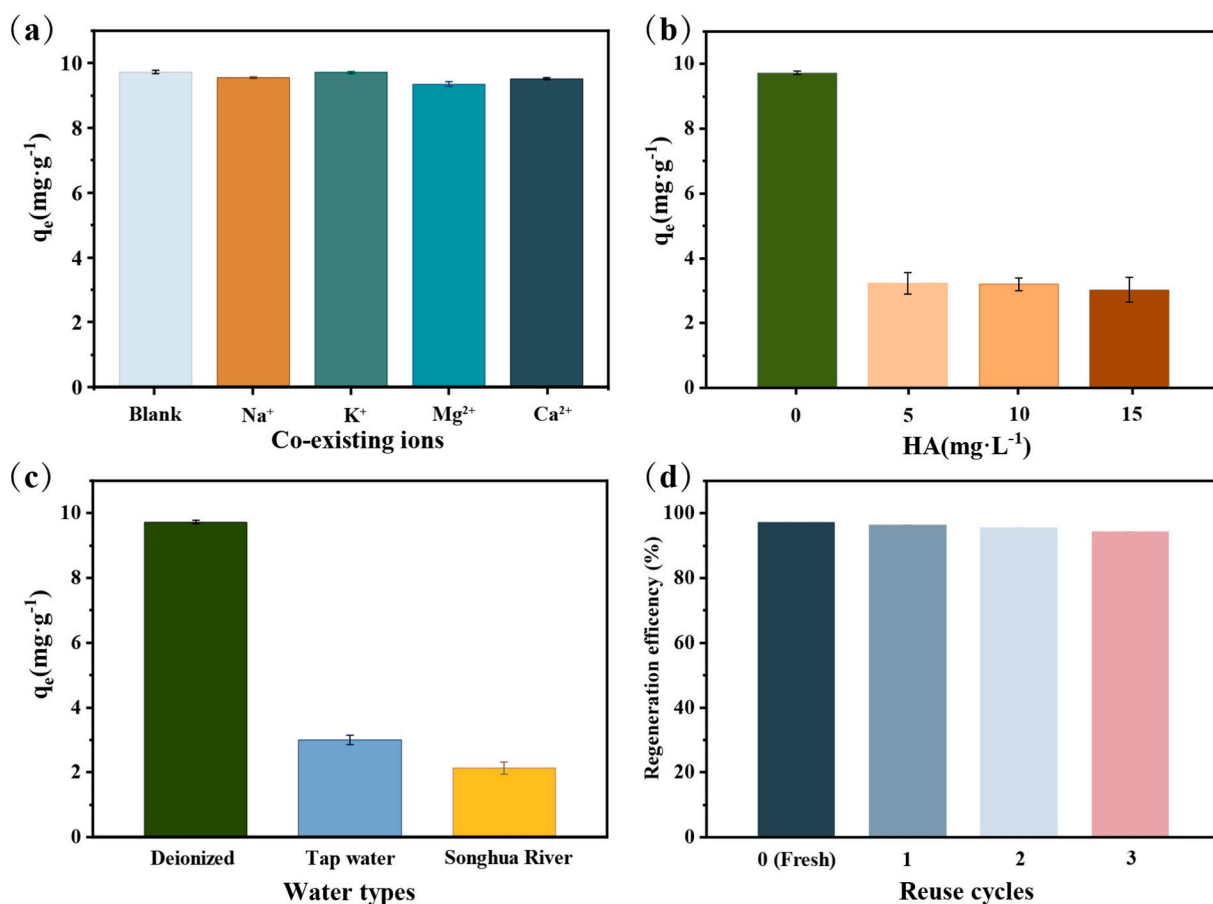 (a)
10
8
6
4
2
0
qₑ(mg·g⁻¹)
Blank Na⁺ K⁺ Mg²⁺ Ca²⁺
Co-existing ions
(b)
10
8
6
4
2
0
qₑ(mg·g⁻¹)
0 5 10 15
HA(mg·L⁻¹)
(c)
10
8
6
4
2
0
qₑ(mg·g⁻¹)
Deionized Tap water Songhua River
Water types
(d)
100
80
60
40
20
0
Regeneration efficency (%)
0 (Fresh) 1 2 3
Reuse cycles